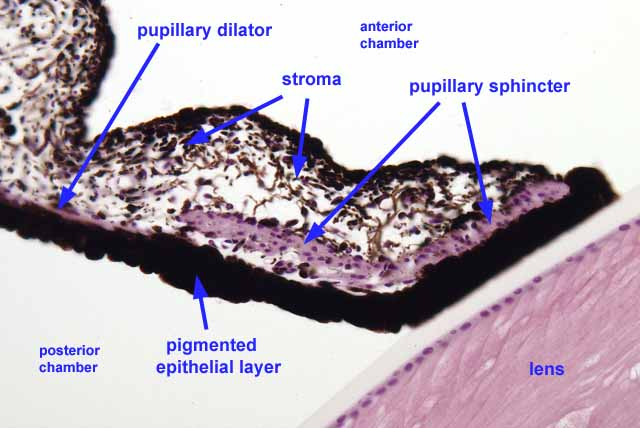 pupillary dilator
anterior
chamber
stroma
pupillary sphincter
pigmented
epithelial layer
posterior
chamber
lens